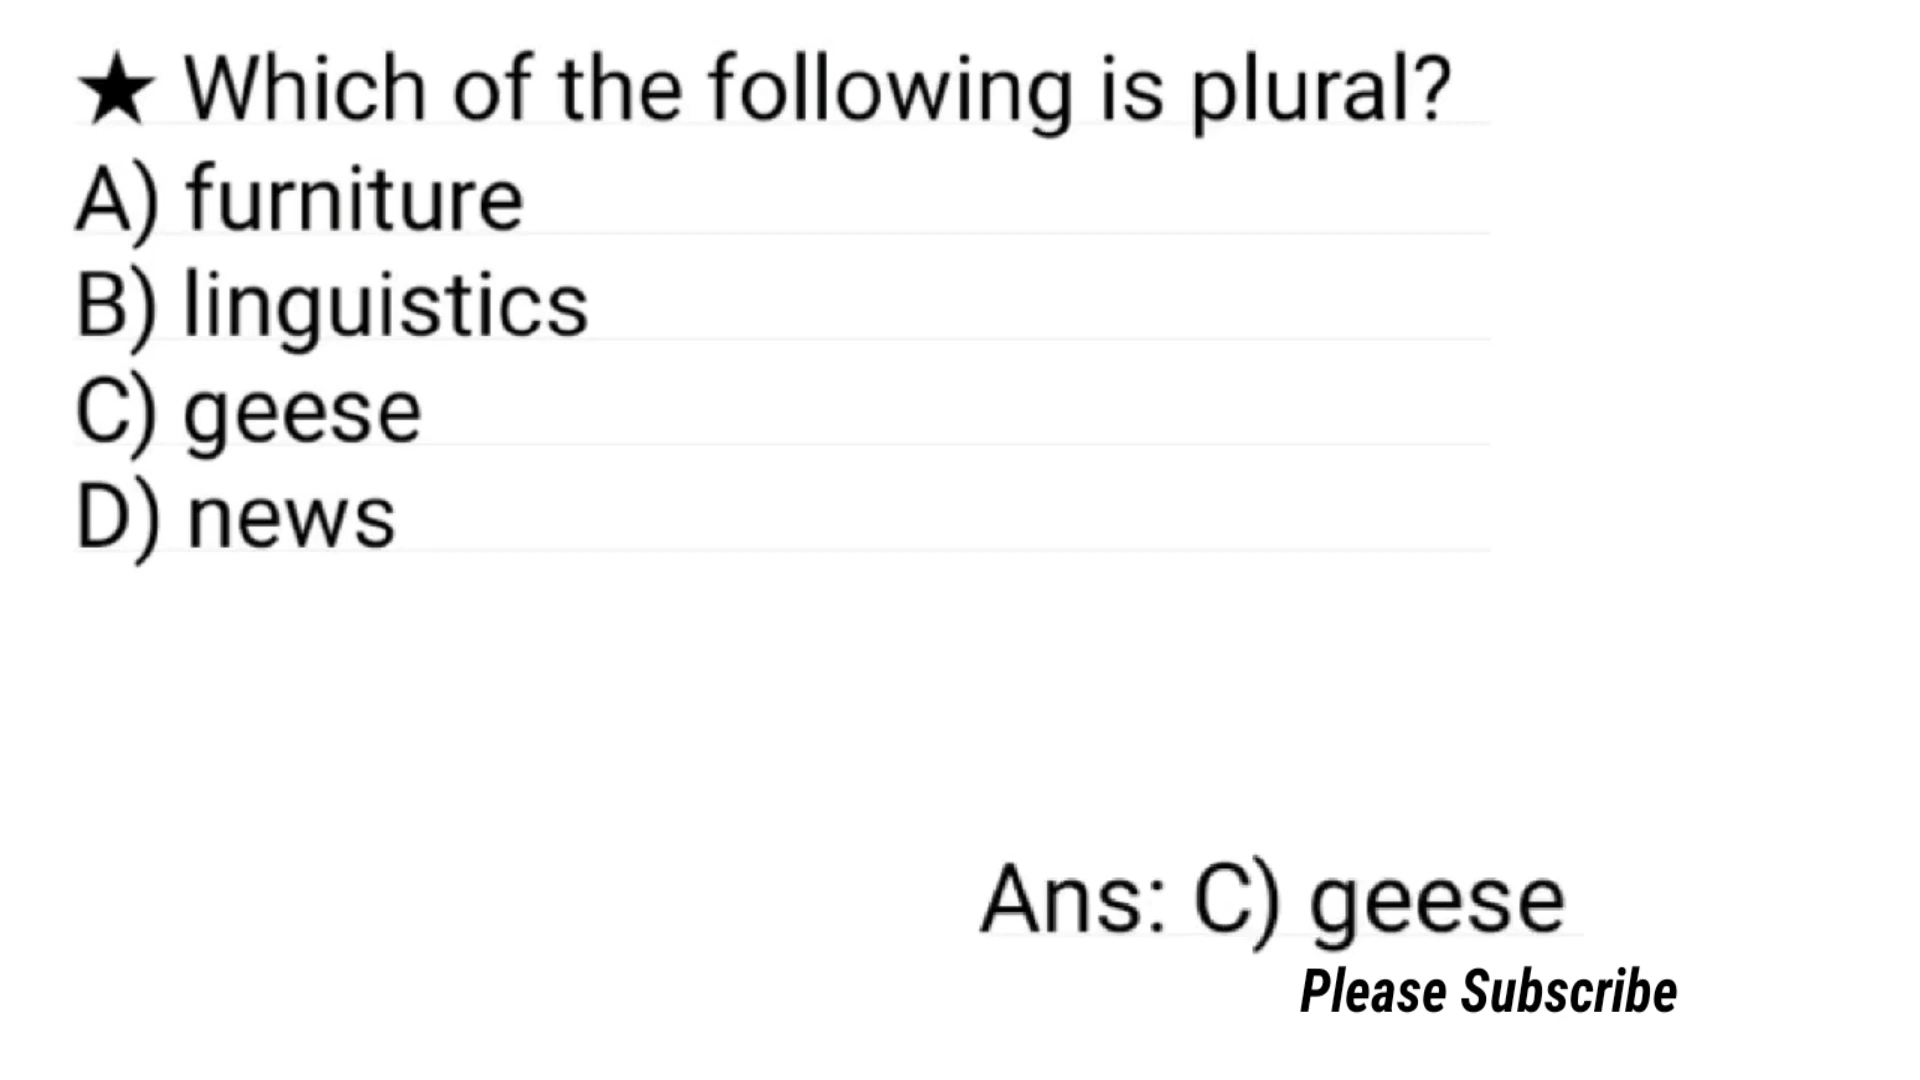 ★ Which of the following is plural?
A) furniture
B) linguistics
C) geese
D) news
Ans: C) geese
Please Subscribe